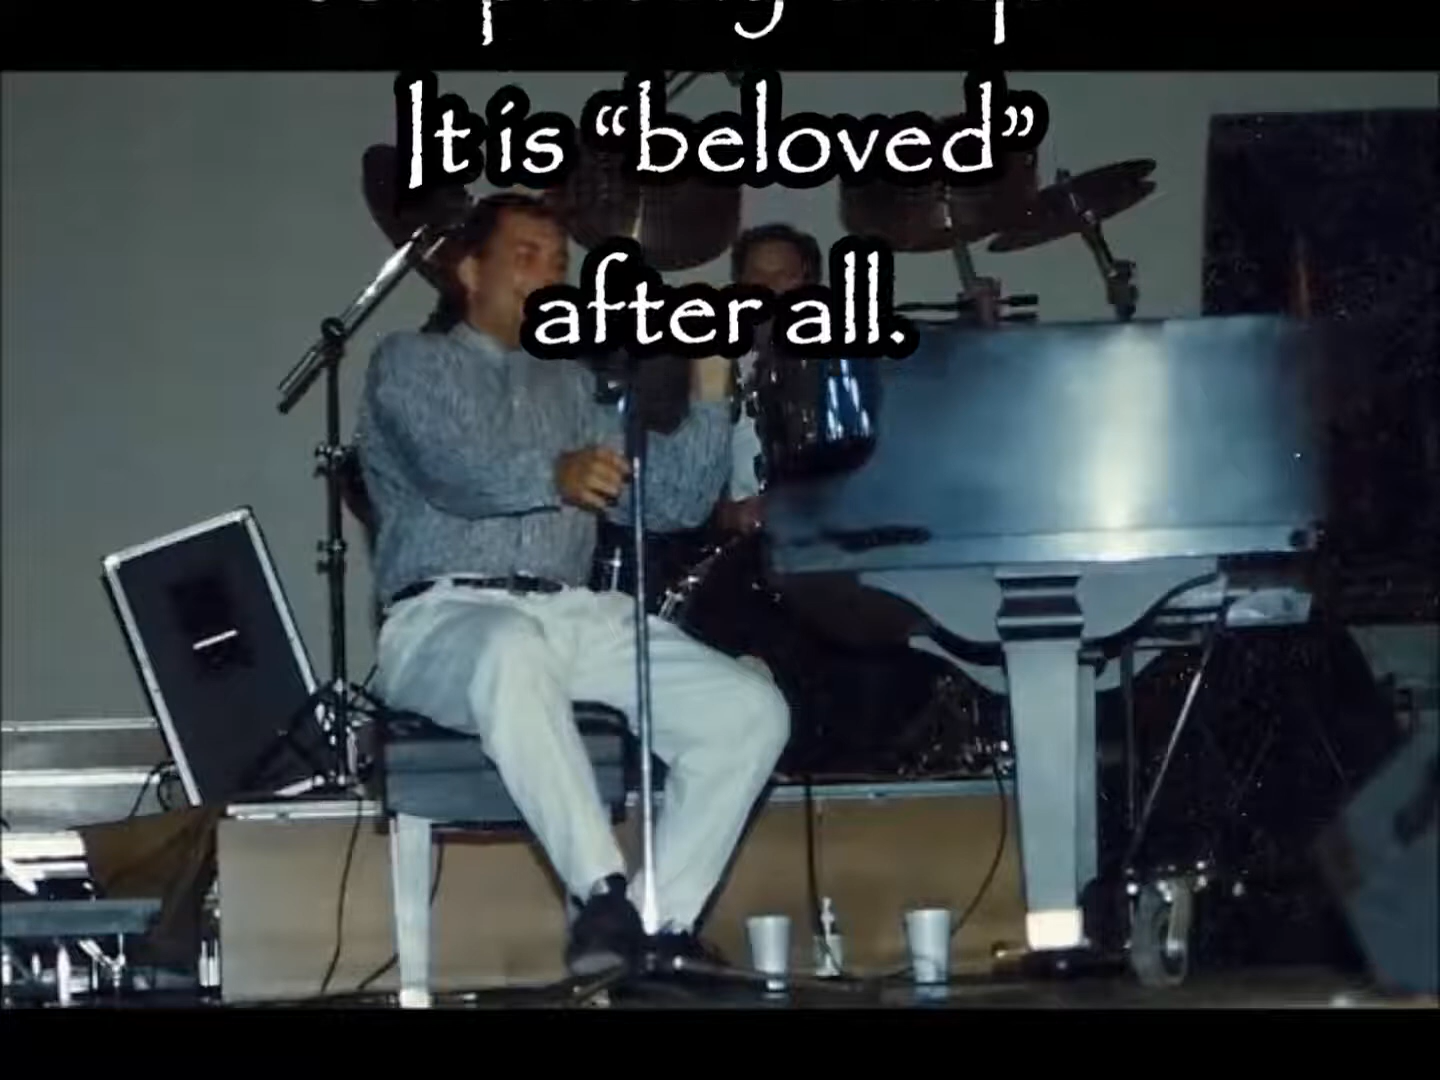 It is “beloved”
after all.